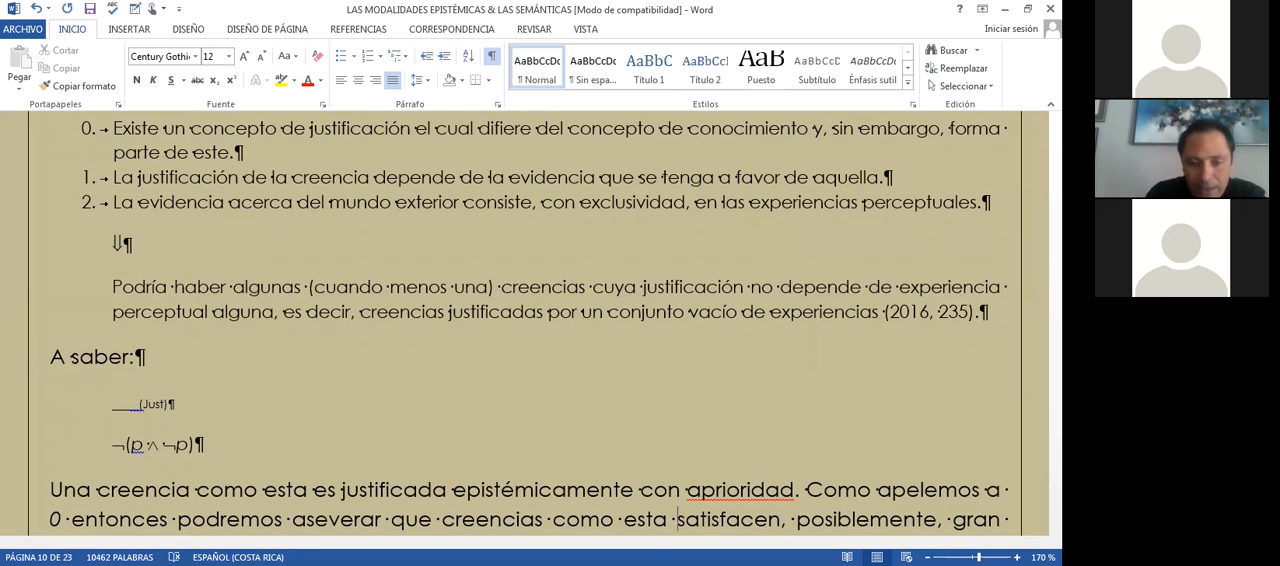 LAS MODALIDADES EPISTÉMICAS & LAS SEMÁNTICAS [Modo de compatibilidad] - Word
ARCHIVO INICIO INSERTAR DISEÑO DISEÑO DE PÁGINA REFERENCIAS CORRESPONDENCIA REVISAR VISTA Iniciar sesión
Pegar
Cortar
Copiar
Copiar formato
Century Gothi 12
N K S abc x₂ x²
AaBbCcDc AaBbCcDc AaBbC AaBbCcL AaB AaBbCcC AaBbCcDc
¶ Normal ¶ Sin espa... Título 1 Título 2 Puesto Subtítulo Énfasis sutil
Buscar
Reemplazar
Seleccionar
Portapapeles Fuente Párrafo Estilos Edición
0. → Existe un concepto de justificación el cual difiere del concepto de conocimiento y, sin embargo, forma
parte de este.¶
1. → La justificación de la creencia depende de la evidencia que se tenga a favor de aquella.¶
2. → La evidencia acerca del mundo exterior consiste, con exclusividad, en las experiencias perceptuales.¶
⇓¶
Podría haber algunas (cuando menos una) creencias cuya justificación no depende de experiencia
perceptual alguna, es decir, creencias justificadas por un conjunto vacío de experiencias (2016, 235).¶
A saber:¶
____(Just)¶
¬(p ∧ ¬p)¶
Una creencia como esta es justificada epistémicamente con aprioridad. Como apelemos a
0 entonces podremos aseverar que creencias como esta satisfacen, posiblemente, gran
PÁGINA 10 DE 23 10462 PALABRAS ESPAÑOL (COSTA RICA) 170 %